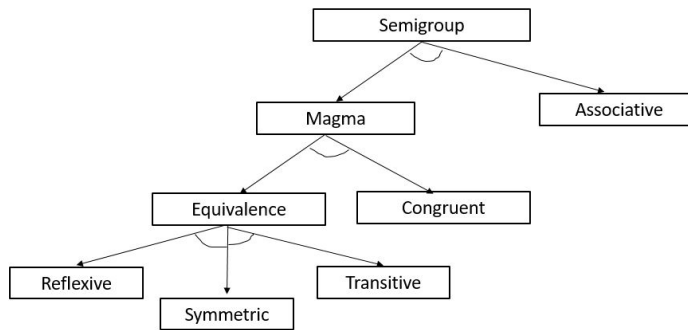 Semigroup
Magma
Associative
Equivalence
Congruent
Reflexive
Symmetric
Transitive